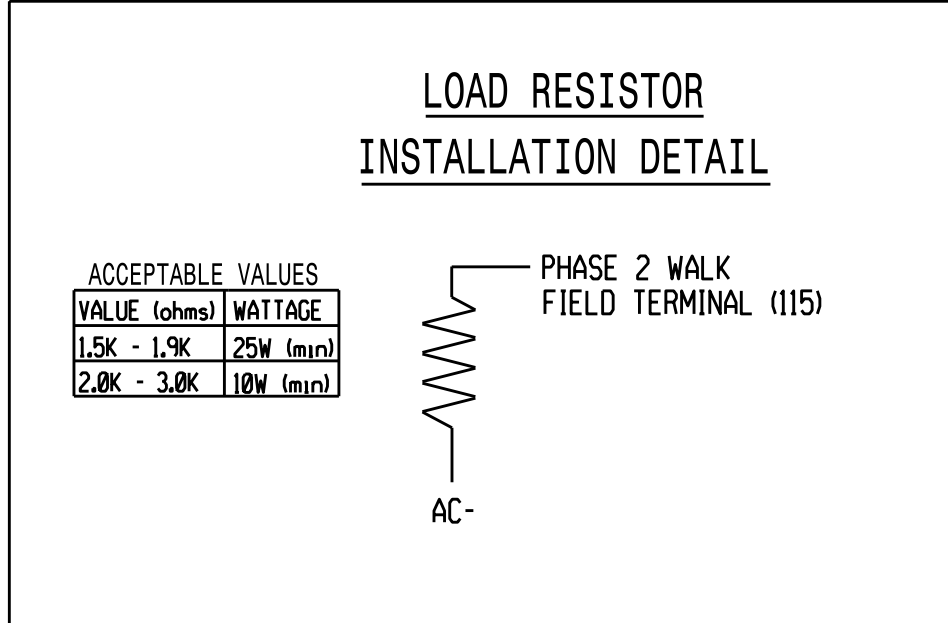 LOAD RESISTOR
INSTALLATION DETAIL
ACCEPTABLE VALUES
VALUE (ohms) WATTAGE
1.5K - 1.9K 25W (min)
2.0K - 3.0K 10W (min)
PHASE 2 WALK
FIELD TERMINAL (115)
AC-